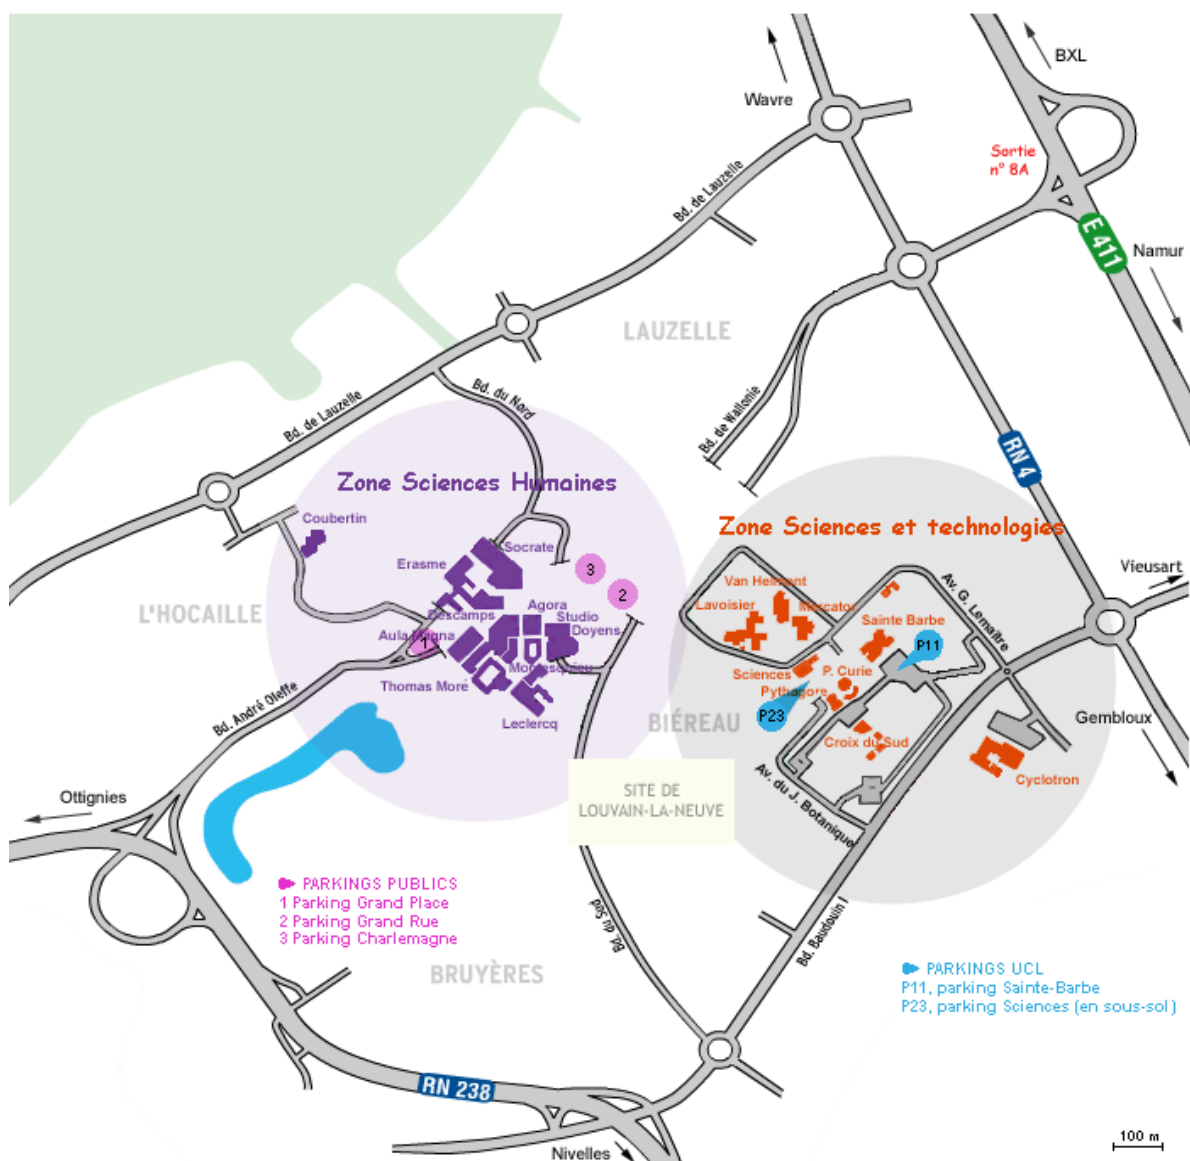 BXL
Wavre
Sortie
n° 8A
Bd. de Lauzelle
E 411
Namur
LAUZELLE
Bd. du Nord
Bd. de Wallonie
Bd. de Lauzelle
RN 4
Zone Sciences Humaines
Coubertin
Zone Sciences et technologies
Socrate
Erasme
3
Vieusart
Van Helmont
Av. G. Lemaître
2
L'HOCAILLE
Descamps
Agora
Lavoisier
Mercator
Studio
Sainte Barbe
Aula Magna
1
Doyens
P11
Montesquieu
Sciences
P. Curie
Thomas Moré
Pythagore
Bd. André Oleffe
Leclercq
BIÉREAU
P23
Gembloux
Croix du Sud
Cyclotron
SITE DE
LOUVAIN-LA-NEUVE
Av. du J. Botanique
Ottignies
PARKINGS PUBLICS
1 Parking Grand Place
2 Parking Grand Rue
3 Parking Charlemagne
Bd. du Sud
Bd. Baudouin I
BRUYÈRES
PARKINGS UCL
P11, parking Sainte-Barbe
P23, parking Sciences (en sous-sol)
RN 238
100 m
Nivelles